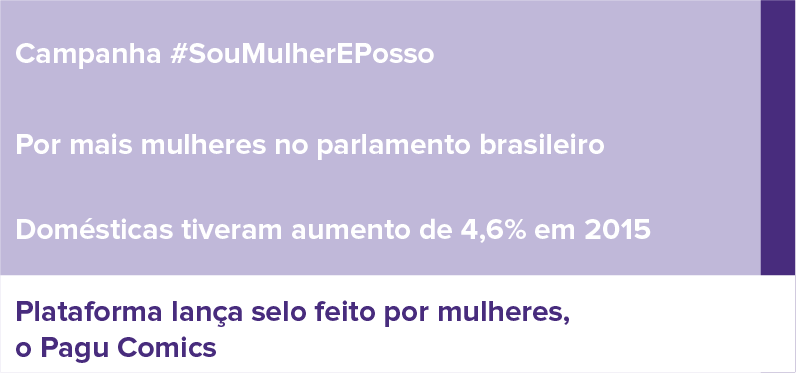 Campanha #SouMulherEPosso
Por mais mulheres no parlamento brasileiro
Domésticas tiveram aumento de 4,6% em 2015
Plataforma lança selo feito por mulheres,
o Pagu Comics